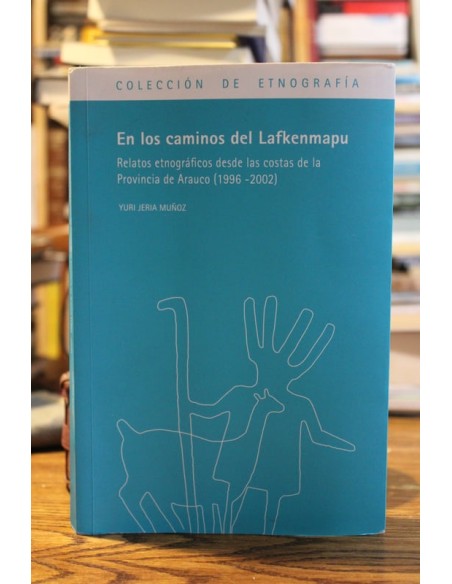 COLECCIÓN DE ETNOGRAFÍA
En los caminos del Lafkenmapu
Relatos etnográficos desde las costas de la
Provincia de Arauco (1996 -2002)
YURI JERIA MUÑOZ